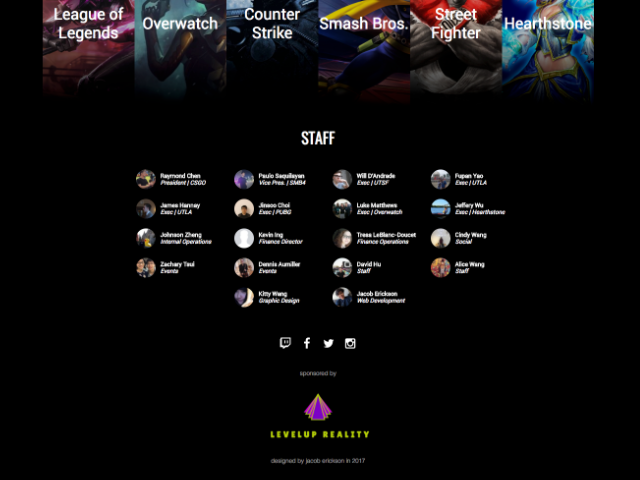 League of
Legends
Overwatch
Counter
Strike
Smash Bros.
Street
Fighter
Hearthstone
STAFF
Raymond Chen
President | CSGO
Paulo Saquilayan
Vice Pres. | SMB4
Will D'Andrade
Exec | UTSF
Fupan Yao
Exec | UTLA
James Hannay
Exec | UTLA
Jinsoo Choi
Exec | PUBG
Luke Matthews
Exec | Overwatch
Jeffery Wu
Exec | Hearthstone
Johnson Zheng
Internal Operations
Kevin Ing
Finance Director
Tresa LeBlanc-Doucet
Finance Operations
Cindy Wang
Social
Zachary Tsui
Events
Dennis Aumiller
Events
David Hu
Staff
Alice Wang
Staff
Kitty Wang
Graphic Design
Jacob Erickson
Web Development
sponsored by
LEVELUP REALITY
designed by jacob erickson in 2017